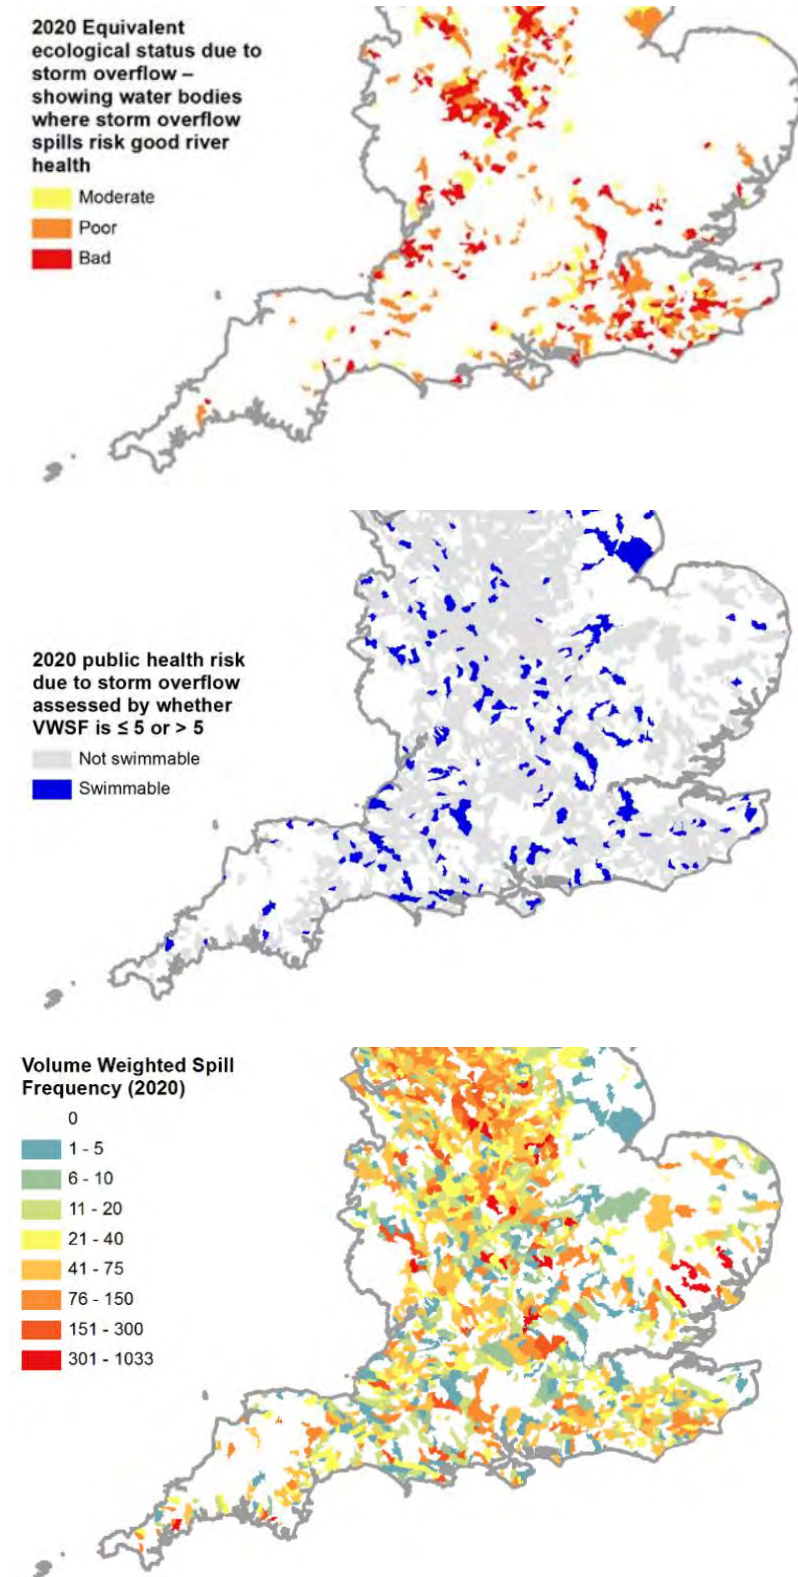 2020 Equivalent
ecological status due to
storm overflow –
showing water bodies
where storm overflow
spills risk good river
health
Moderate
Poor
Bad
2020 public health risk
due to storm overflow
assessed by whether
VWSF is ≤ 5 or > 5
Not swimmable
Swimmable
Volume Weighted Spill
Frequency (2020)
0
1 - 5
6 - 10
11 - 20
21 - 40
41 - 75
76 - 150
151 - 300
301 - 1033